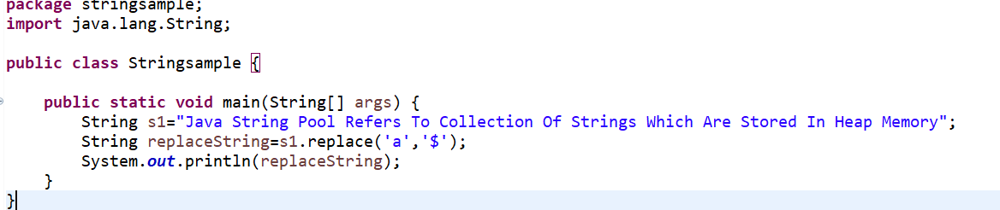 package stringsample;
import java.lang.String;
public class Stringsample {
public static void main(String[] args) {
String s1="Java String Pool Refers To Collection Of Strings Which Are Stored In Heap Memory";
String replaceString=s1.replace('a','$');
System.out.println(replaceString);
}
}